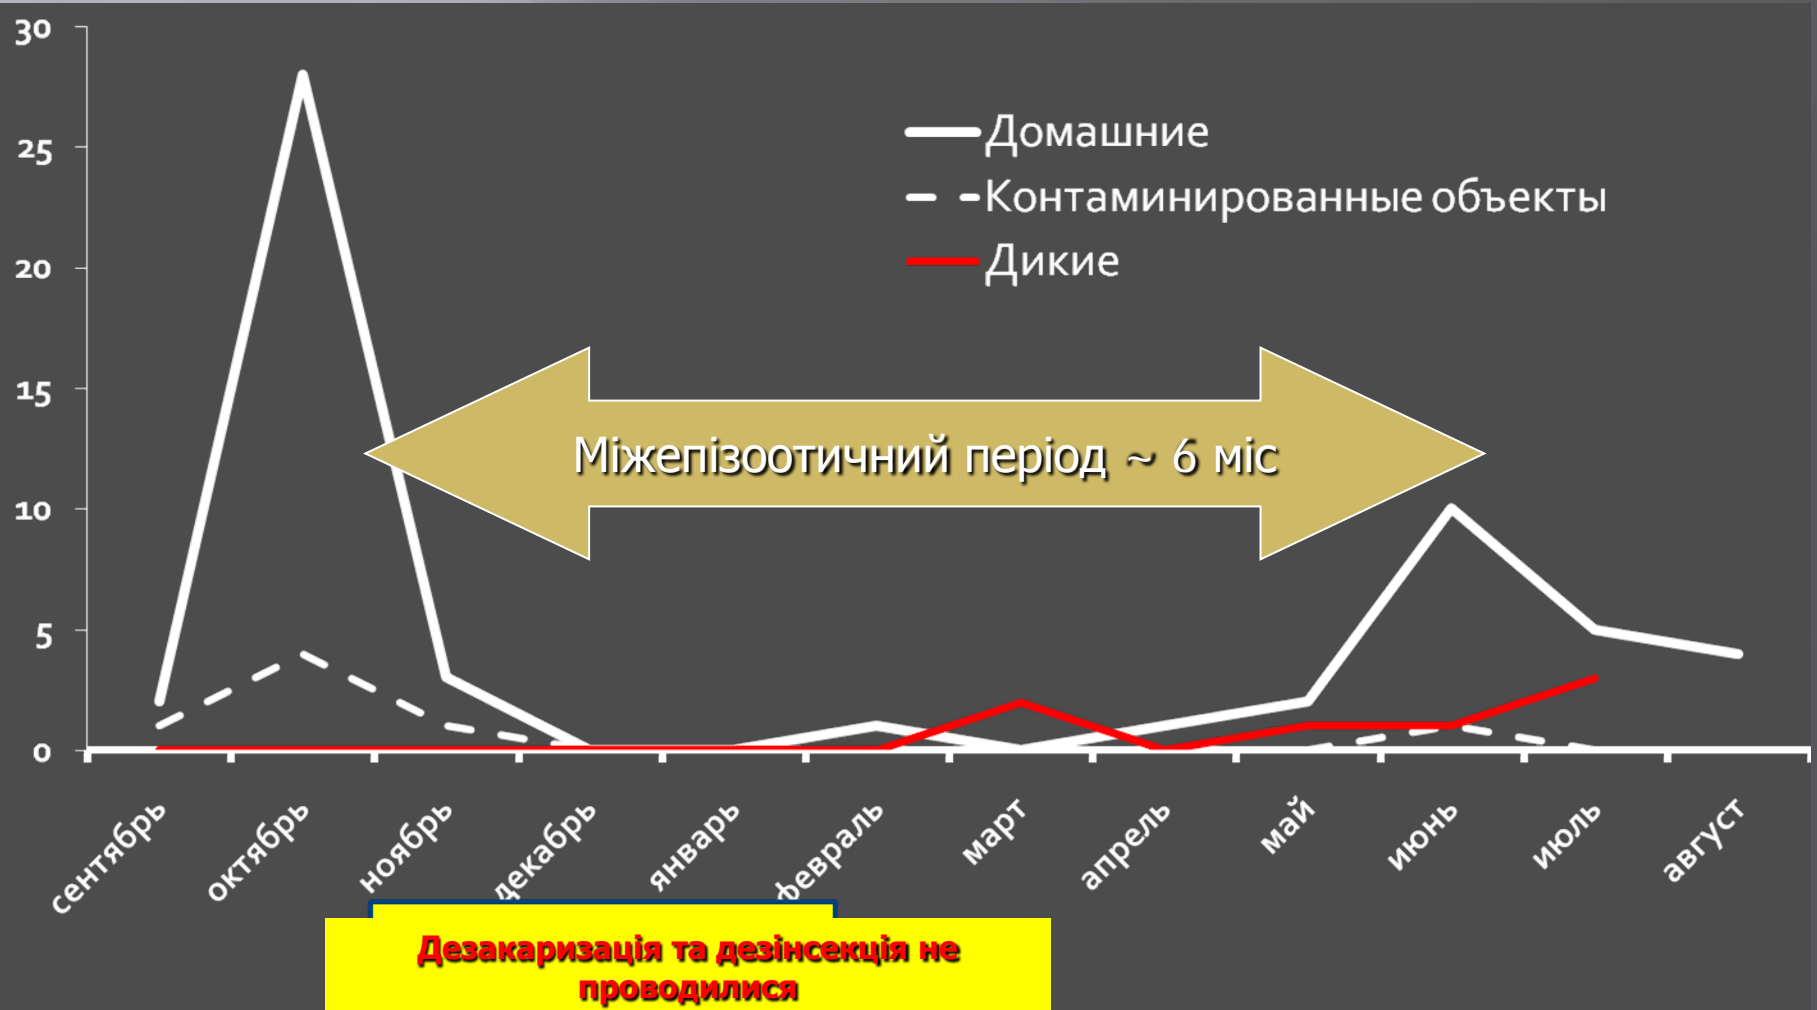 30
25
20
15
10
5
0
Домашние
Контаминированные объекты
Дикие
Міжепізоотичний період ~ 6 міс
сентябрь
октябрь
ноябрь
декабрь
январь
февраль
март
апрель
май
июнь
июль
август
Дезакаризація та дезінсекція не
проводилися